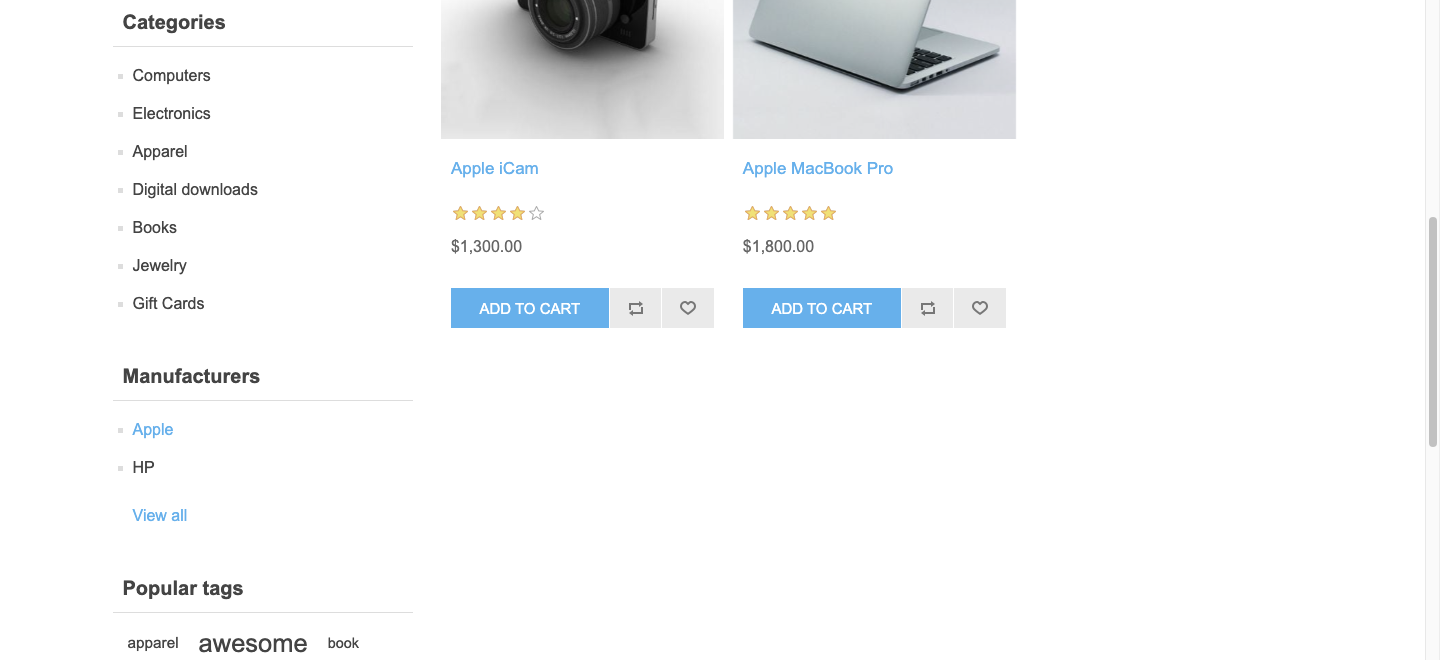 Categories
Computers
Electronics
Apparel
Digital downloads
Books
Jewelry
Gift Cards
Manufacturers
Apple
HP
View all
Popular tags
apparel awesome book
Apple iCam
$1,300.00
ADD TO CART
Apple MacBook Pro
$1,800.00
ADD TO CART